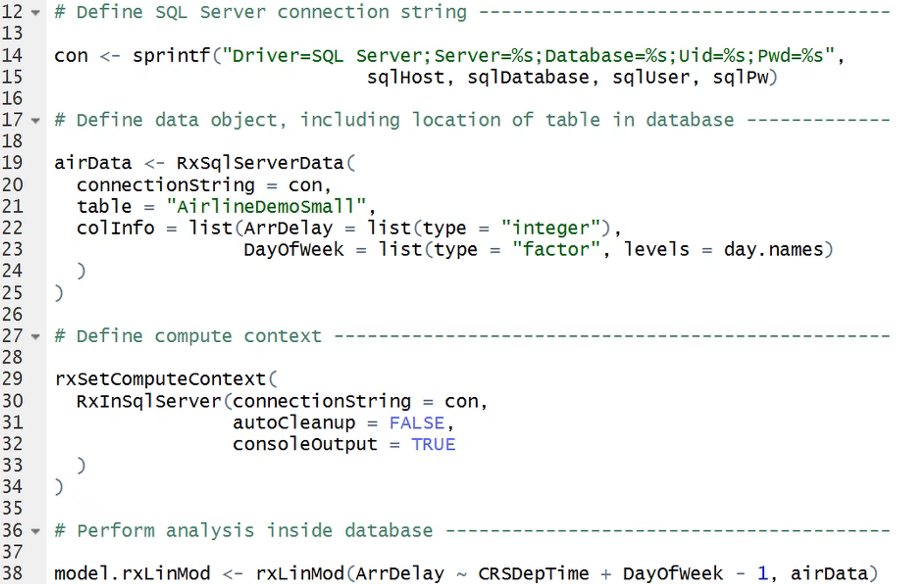 12 # Define SQL Server connection string -------------------------------------
13
14 con <- sprintf("Driver=SQL Server;Server=%s;Database=%s;Uid=%s;Pwd=%s",
15                             sqlHost, sqlDatabase, sqlUser, sqlPw)
16
17 # Define data object, including location of table in database -------------
18
19 airData <- RxSqlServerData(
20   connectionString = con,
21   table = "AirlineDemoSmall",
22   colInfo = list(ArrDelay = list(type = "integer"),
23                  DayOfWeek = list(type = "factor", levels = day.names)
24   )
25 )
26
27 # Define compute context --------------------------------------------------
28
29 rxSetComputeContext(
30   RxInSqlServer(connectionString = con,
31                 autoCleanup = FALSE,
32                 consoleOutput = TRUE
33   )
34 )
35
36 # Perform analysis inside database ----------------------------------------
37
38 model.rxLinMod <- rxLinMod(ArrDelay ~ CRSDepTime + DayOfWeek - 1, airData)